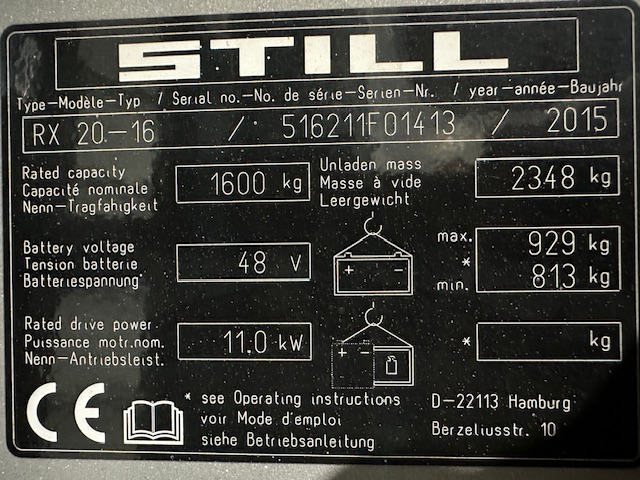 STILL
Type-Modèle-Typ / Serial no.-No. de série-Serien-Nr. / year-année-Baujahr
RX 20-16 / 516211F01413 / 2015
Rated capacity
Capacité nominale
Nenn-Tragfähigkeit
1600 kg
Unladen mass
Masse à vide
Leergewicht
2348 kg
Battery voltage
Tension batterie
Batteriespannung
48 V
+ -
max. 929 kg
*
min. 813 kg
Rated drive power
Puissance motr.nom.
Nenn-Antriebsleist.
11.0 kW
+ -
* kg
CE
* see Operating instructions
voir Mode d'emploi
siehe Betriebsanleitung
D-22113 Hamburg
Berzeliusstr. 10